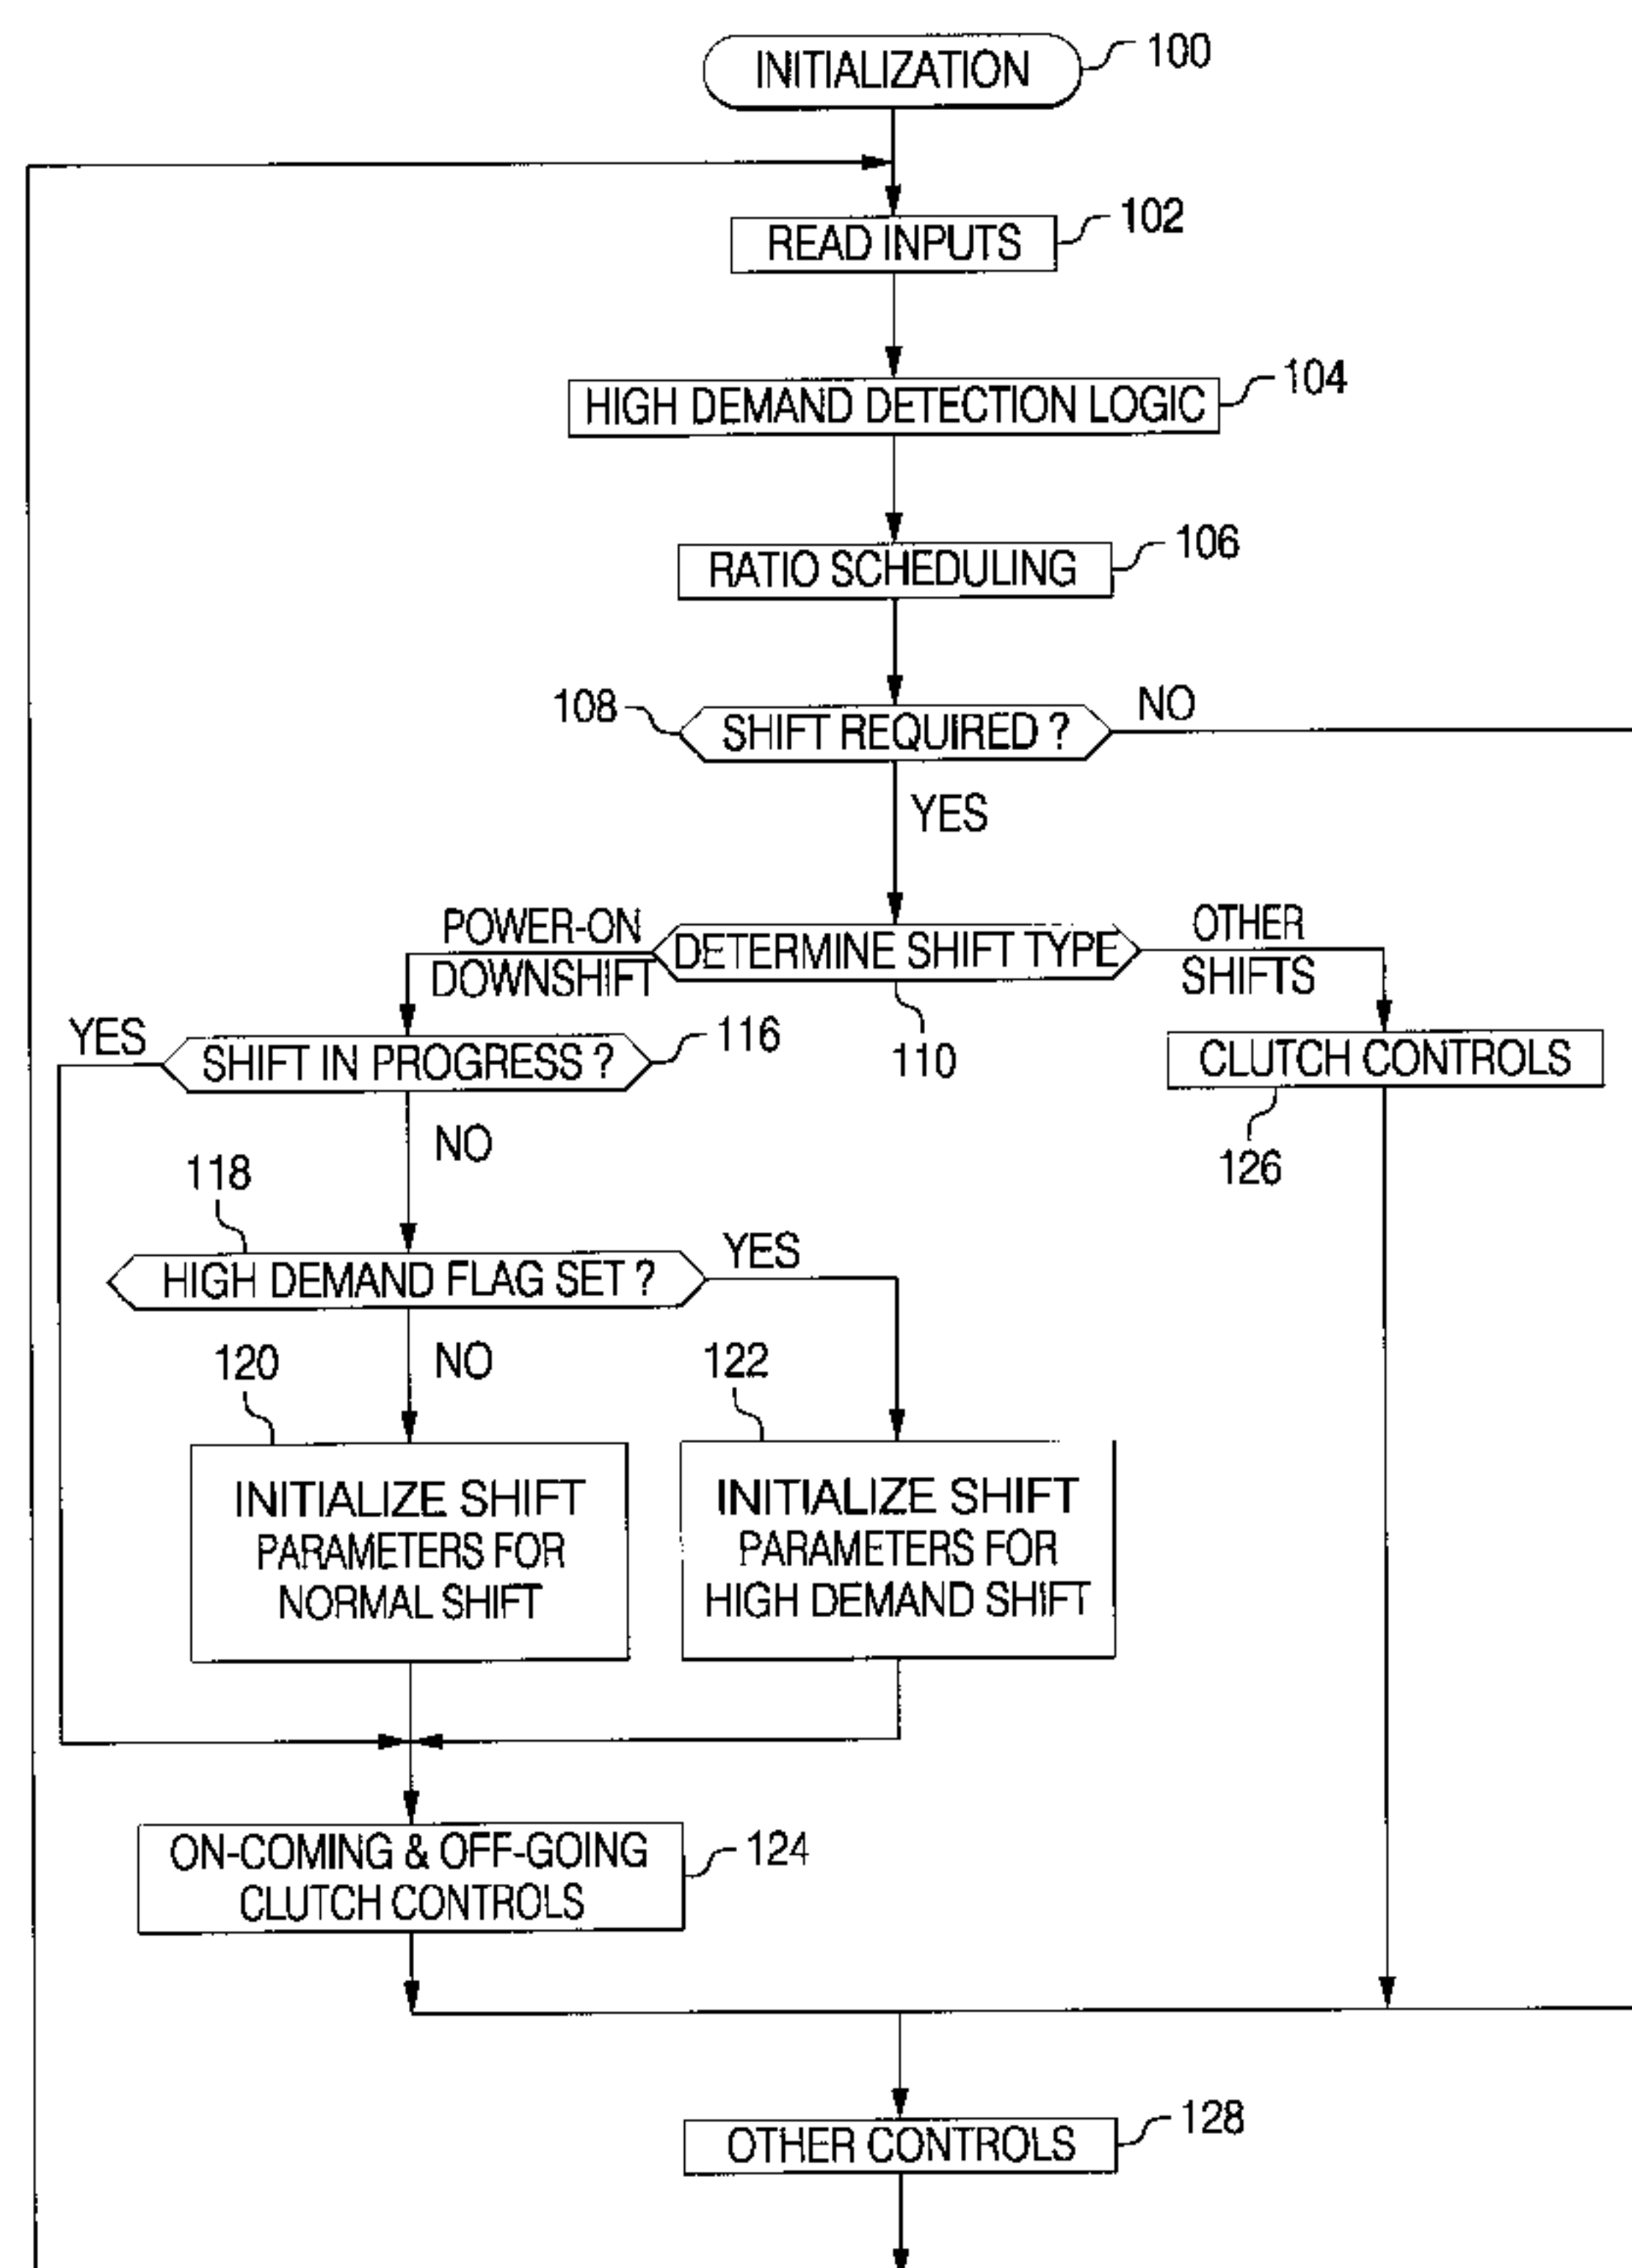 INITIALIZATION
100
READ INPUTS
102
HIGH DEMAND DETECTION LOGIC
104
RATIO SCHEDULING
106
108
SHIFT REQUIRED ?
NO
YES
POWER-ON
DOWNSHIFT
DETERMINE SHIFT TYPE
110
OTHER
SHIFTS
YES
SHIFT IN PROGRESS ?
116
CLUTCH CONTROLS
126
NO
118
HIGH DEMAND FLAG SET ?
YES
120
NO
122
INITIALIZE SHIFT
PARAMETERS FOR
NORMAL SHIFT
INITIALIZE SHIFT
PARAMETERS FOR
HIGH DEMAND SHIFT
ON-COMING & OFF-GOING
CLUTCH CONTROLS
124
OTHER CONTROLS
128